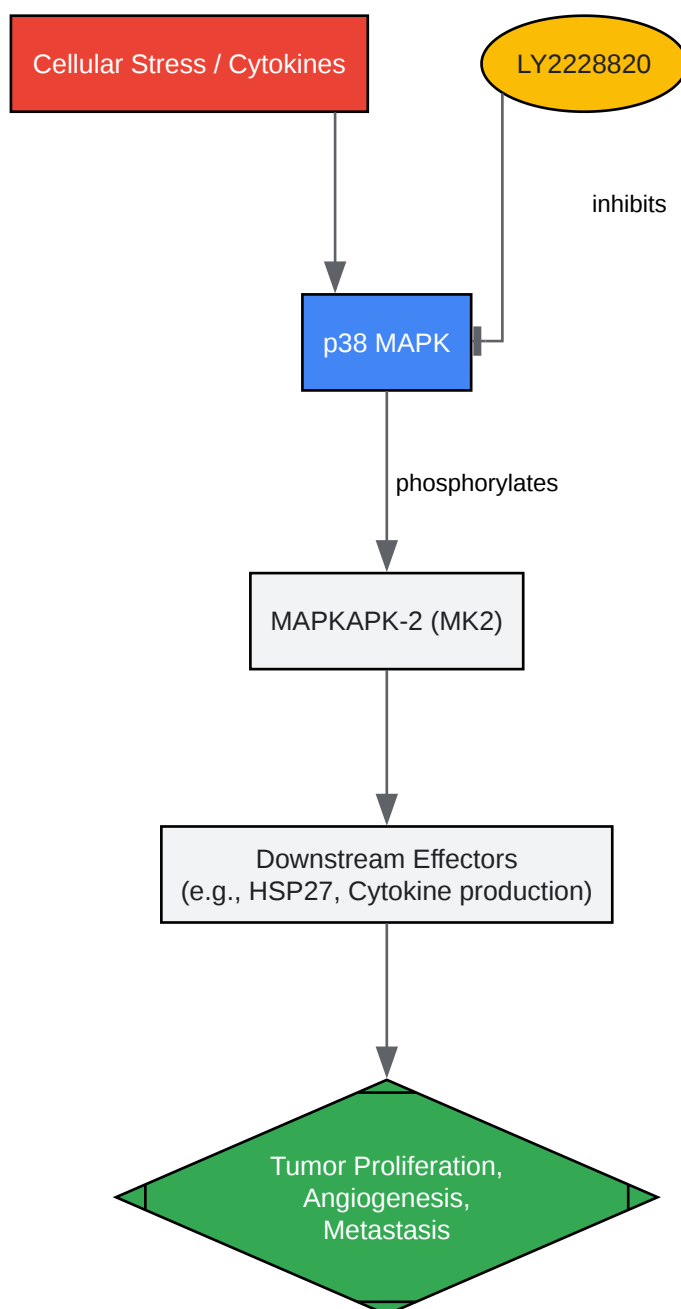 Cellular Stress / Cytokines
LY2228820
inhibits
p38 MAPK
phosphorylates
MAPKAPK-2 (MK2)
Downstream Effectors
(e.g., HSP27, Cytokine production)
Tumor Proliferation,
Angiogenesis,
Metastasis